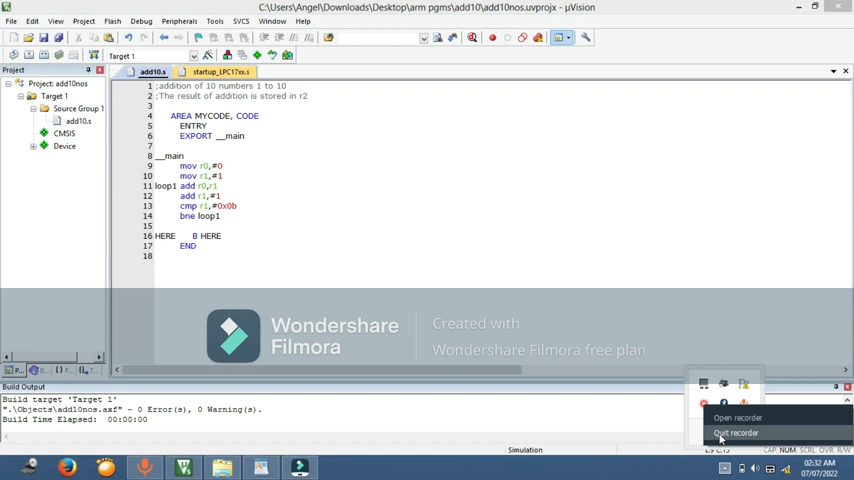 C:\Users\Angel\Downloads\Desktop\arm pgms\add10\add10nos.uvprojx - µVision
File Edit View Project Flash Debug Peripherals Tools SVCS Window Help
Target 1
Project
add10.s startup_LPC17xx.s
Project: add10nos
Target 1
Source Group 1
add10.s
CMSIS
Device
1 ;addition of 10 numbers 1 to 10
2 ;The result of addition is stored in r2
3
4 AREA MYCODE, CODE
5 ENTRY
6 EXPORT __main
7
8 __main
9 mov r0,#0
10 mov r1,#1
11 loop1 add r0,r1
12 add r1,#1
13 cmp r1,#0x0b
14 bne loop1
15
16 HERE B HERE
17 END
18
Wondershare
Filmora
Created with
Wondershare Filmora free plan
P... B... {} F... T...
Build Output
Build target 'Target 1'
".\Objects\add10nos.axf" - 0 Error(s), 0 Warning(s).
Build Time Elapsed: 00:00:00
Open recorder
Quit recorder
Simulation
CAP NUM SCRL OVR R/W
02:32 AM
07/07/2022